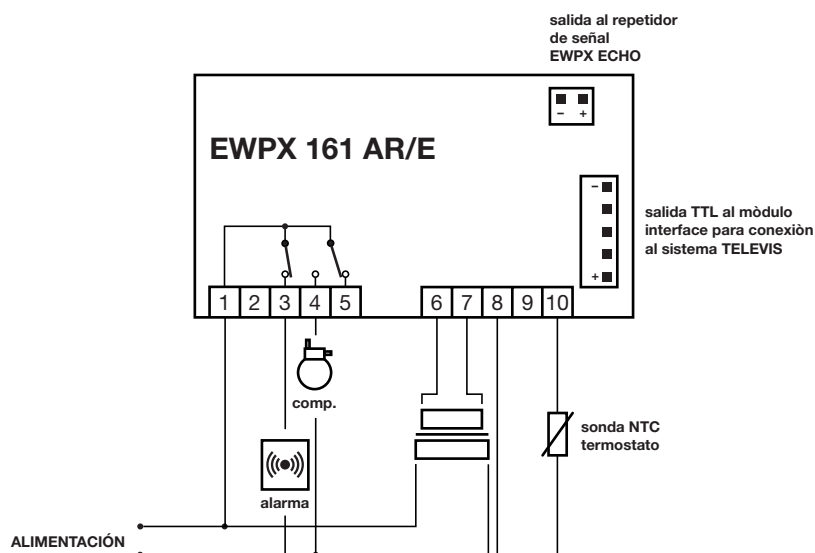 salida al repetidor
de señal
EWPX ECHO
− +
EWPX 161 AR/E
−
salida TTL al mòdulo
interface para conexiòn
al sistema TELEVIS
+
1 2 3 4 5 6 7 8 9 10
comp.
sonda NTC
termostato
alarma
ALIMENTACIÓN